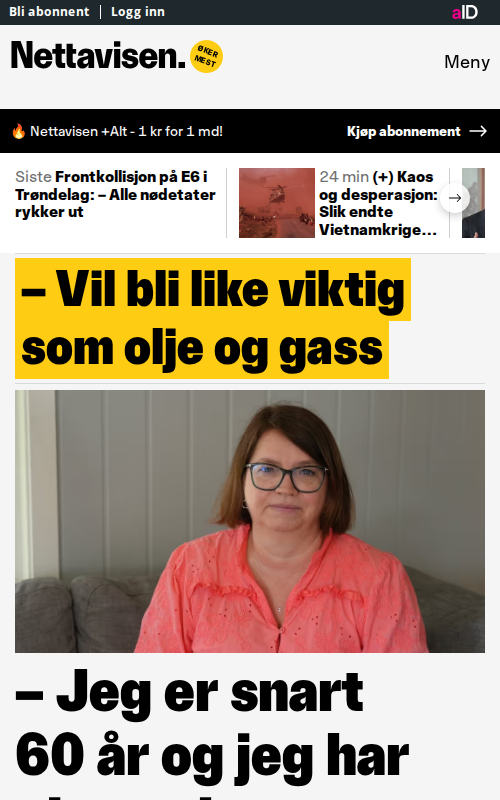 Bli abonnent
Logg inn
aID
Nettavisen.
ØKER
MEST
Meny
🔥 Nettavisen +Alt - 1 kr for 1 md!
Kjøp abonnement
Siste Frontkollisjon på E6 i
Trøndelag: – Alle nødetater
rykker ut
24 min (+) Kaos
og desperasjon:
Slik endte
Vietnamkrige...
– Vil bli like viktig
som olje og gass
– Jeg er snart
60 år og jeg har